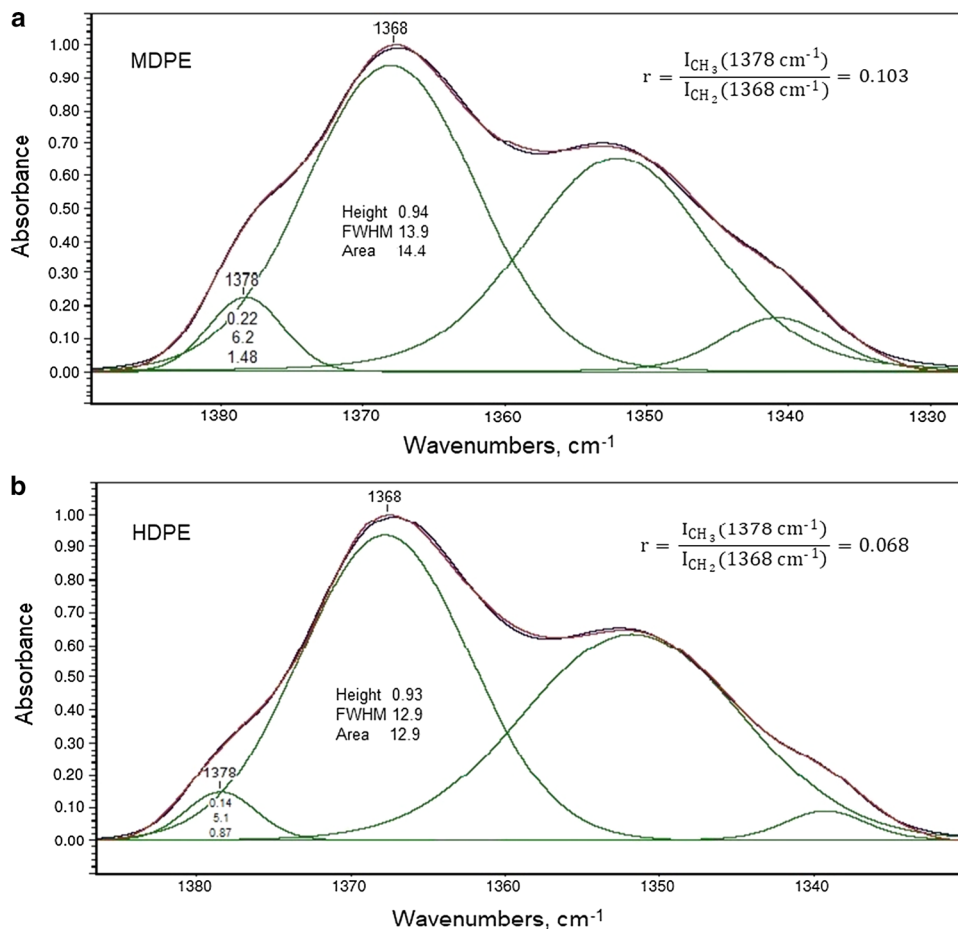 a
MDPE
1368
r = I_CH3 (1378 cm-1) / I_CH2 (1368 cm-1) = 0.103
Absorbance
1.00
0.90
0.80
0.70
0.60
0.50
0.40
0.30
0.20
0.10
0.00
Height 0.94
FWHM 13.9
Area 14.4
1378
0.22
6.2
1.48
1380 1370 1360 1350 1340 1330
Wavenumbers, cm-1
b
HDPE
1368
r = I_CH3 (1378 cm-1) / I_CH2 (1368 cm-1) = 0.068
Absorbance
1.00
0.90
0.80
0.70
0.60
0.50
0.40
0.30
0.20
0.10
0.00
Height 0.93
FWHM 12.9
Area 12.9
1378
0.14
5.1
0.87
1380 1370 1360 1350 1340
Wavenumbers, cm-1